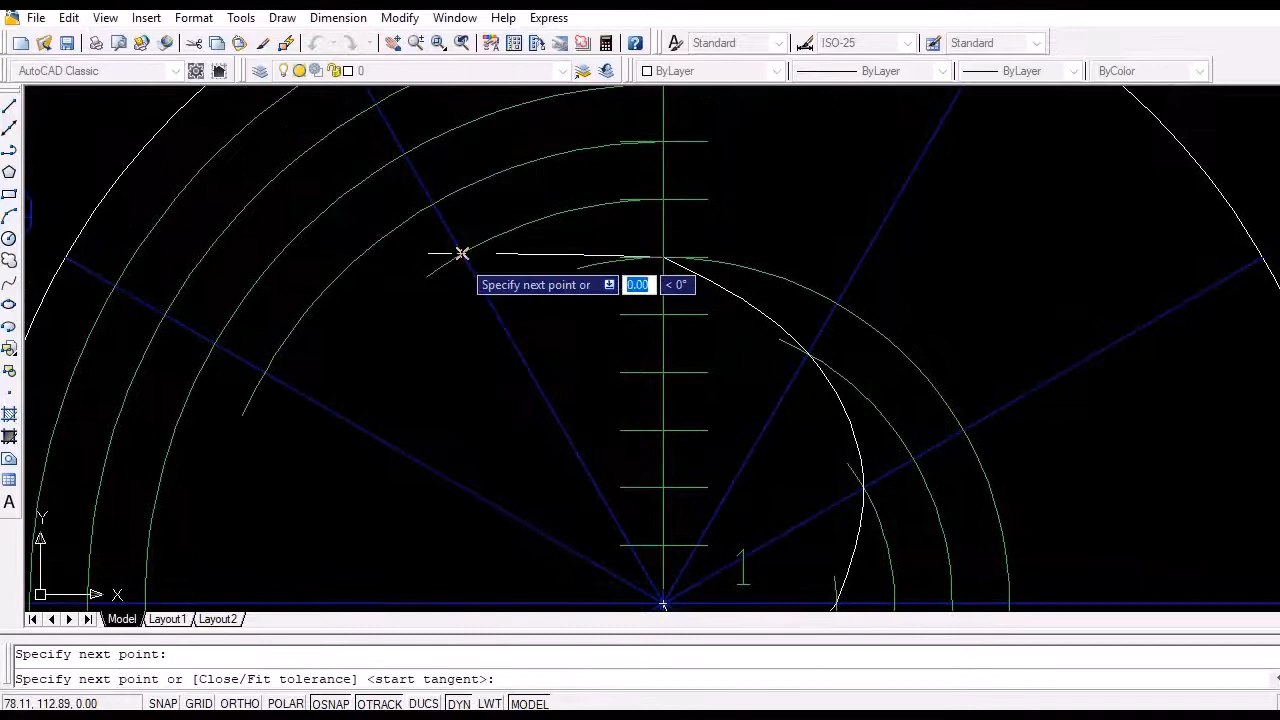 File Edit View Insert Format Tools Draw Dimension Modify Window Help Express
Standard ISO-25 Standard
AutoCAD Classic 0 ByLayer ByLayer ByLayer ByColor
Specify next point or 0.00 < 0°
1
Y
X
A
Model Layout1 Layout2
Specify next point:
Specify next point or [Close/Fit tolerance] <start tangent>:
78.11, 112.89, 0.00 SNAP GRID ORTHO POLAR OSNAP OTRACK DUCS DYN LWT MODEL